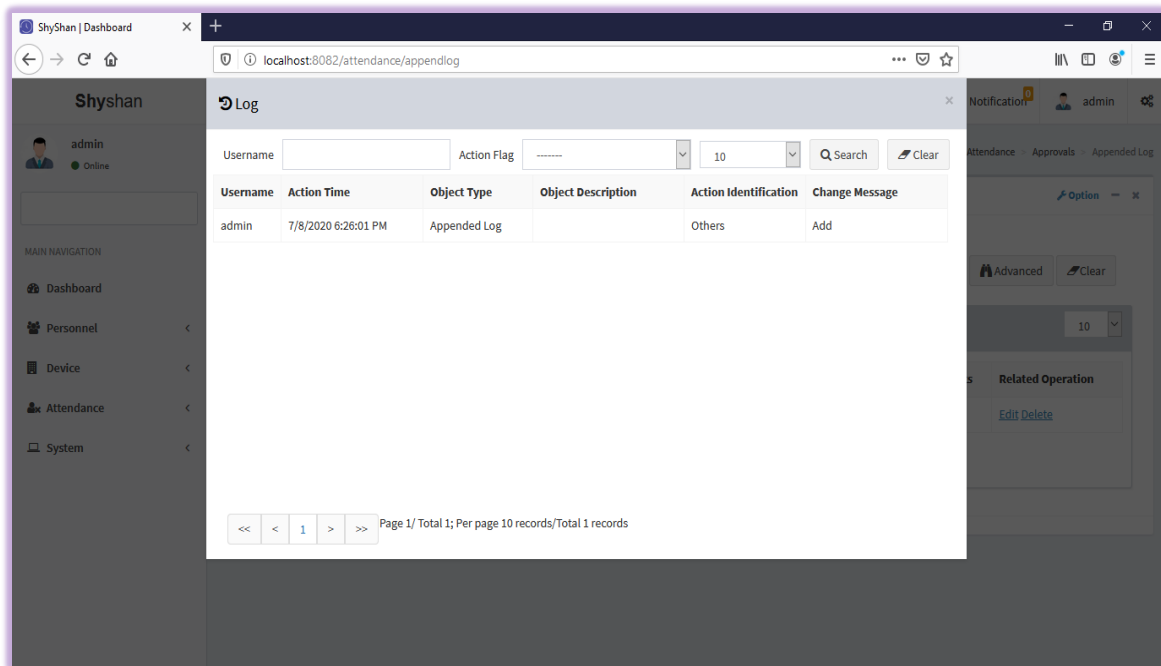 ShyShan | Dashboard
localhost:8082/attendance/appendlog
Shyshan
Log
Notification 0
admin
admin
Online
Username
Action Flag -------
10
Search
Clear
Attendance > Approvals > Appended Log
Username Action Time Object Type Object Description Action Identification Change Message
admin 7/8/2020 6:26:01 PM Appended Log Others Add
Option
MAIN NAVIGATION
Dashboard
Personnel
Device
Attendance
System
Advanced
Clear
10
s Related Operation
Edit Delete
<< < 1 > >> Page 1/ Total 1; Per page 10 records/Total 1 records